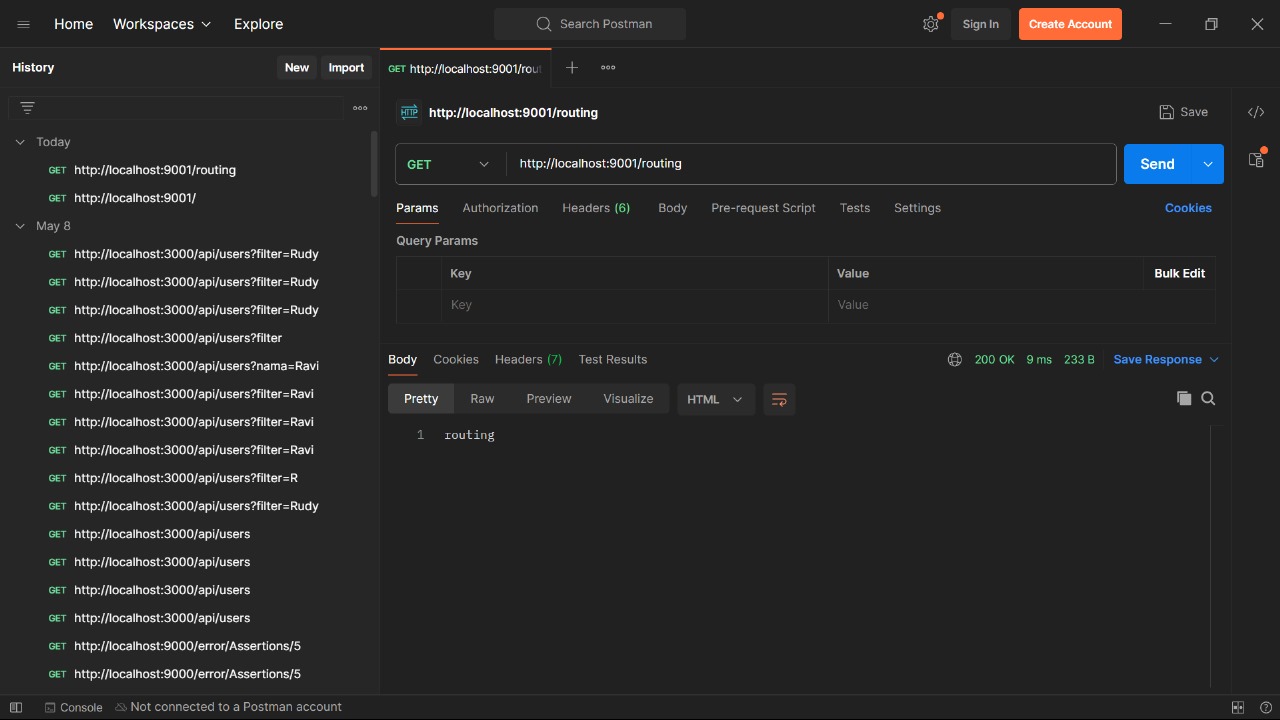 Home Workspaces Explore Search Postman Sign In Create Account
History New Import
GET http://localhost:9001/rou
Today
GET http://localhost:9001/routing
GET http://localhost:9001/
May 8
GET http://localhost:3000/api/users?filter=Rudy
GET http://localhost:3000/api/users?filter=Rudy
GET http://localhost:3000/api/users?filter=Rudy
GET http://localhost:3000/api/users?filter
GET http://localhost:3000/api/users?nama=Ravi
GET http://localhost:3000/api/users?filter=Ravi
GET http://localhost:3000/api/users?filter=Ravi
GET http://localhost:3000/api/users?filter=Ravi
GET http://localhost:3000/api/users?filter=R
GET http://localhost:3000/api/users?filter=Rudy
GET http://localhost:3000/api/users
GET http://localhost:3000/api/users
GET http://localhost:3000/api/users
GET http://localhost:3000/api/users
GET http://localhost:9000/error/Assertions/5
GET http://localhost:9000/error/Assertions/5
HTTP http://localhost:9001/routing Save
GET http://localhost:9001/routing Send
Params Authorization Headers (6) Body Pre-request Script Tests Settings Cookies
Query Params
Key Value Bulk Edit
Key Value
Body Cookies Headers (7) Test Results 200 OK 9 ms 233 B Save Response
Pretty Raw Preview Visualize HTML
1 routing
Console Not connected to a Postman account